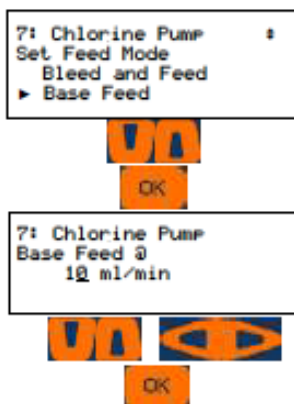 7: Chlorine Pump
Set Feed Mode
Bleed and Feed
► Base Feed
OK
7: Chlorine Pump
Base Feed @
10 ml/min
OK